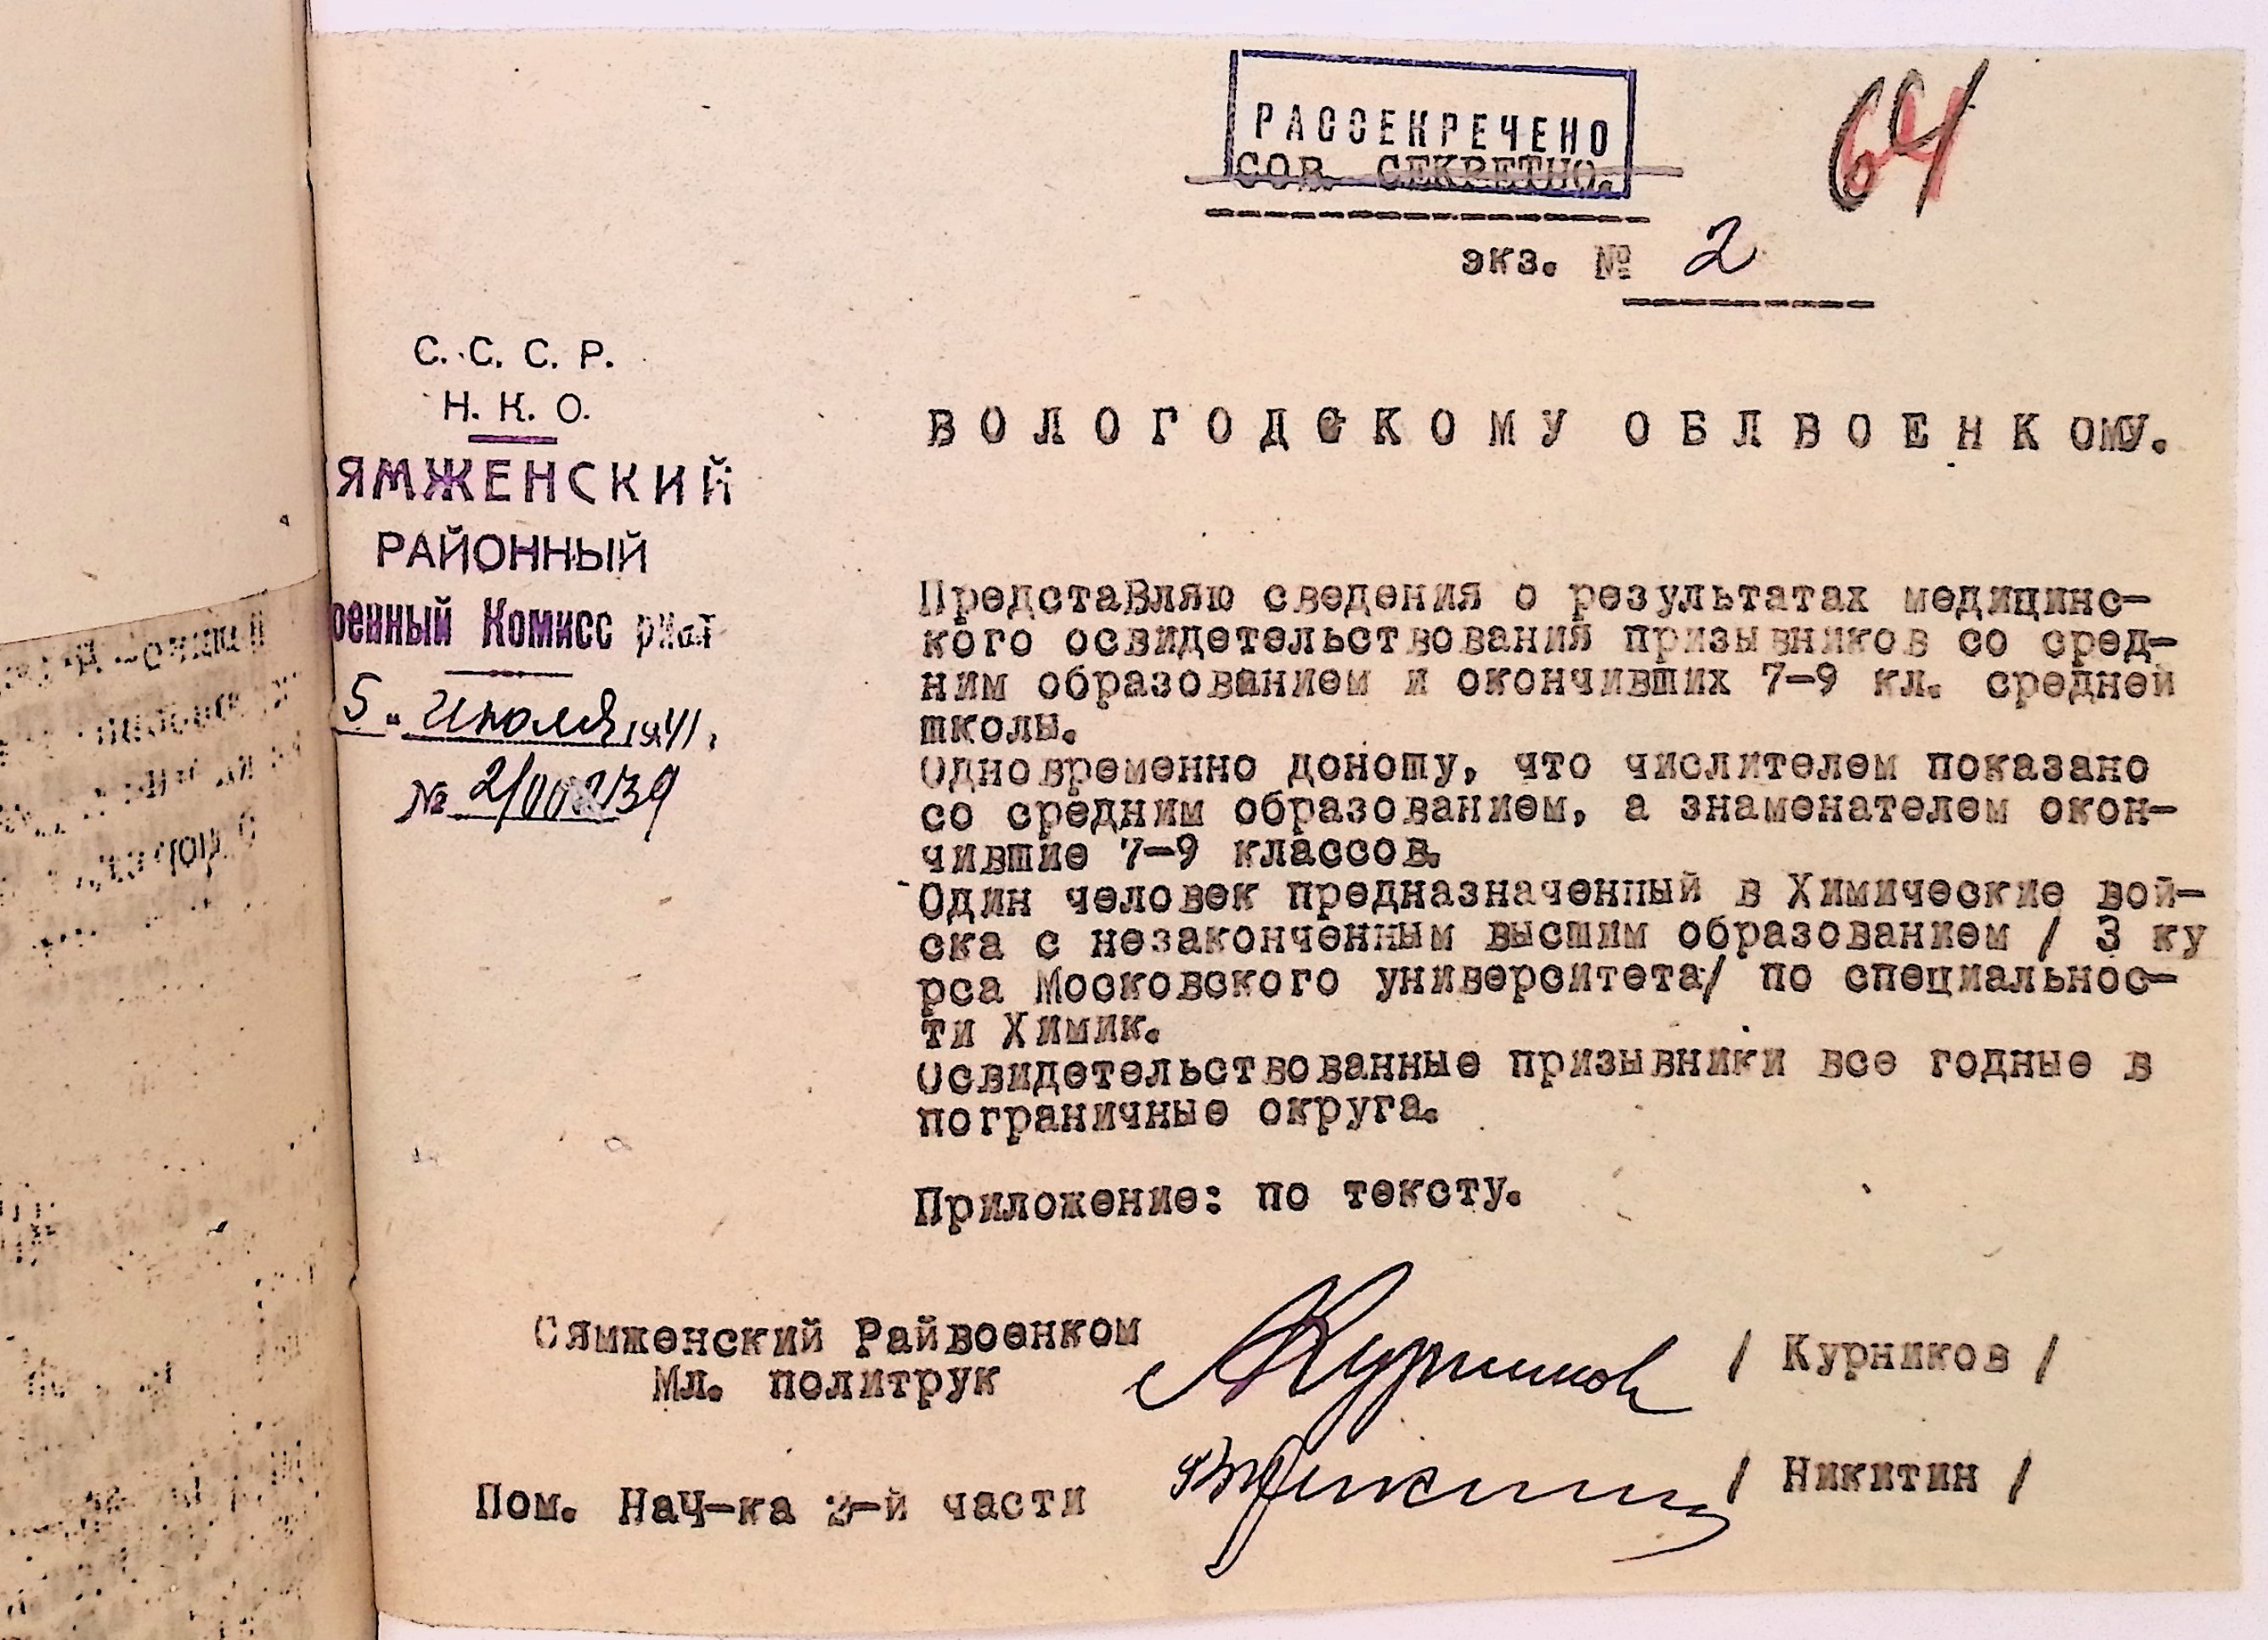 РАССЕКРЕЧЕНО
СОВ. СЕКРЕТНО.
64
экз. № 2
С. С. С. Р.
Н. К. О.
ЯМЖЕНСКИЙ
РАЙОННЫЙ
оенный Комисс риат
5 " июля 1941.
№ 2/00239
ВОЛОГОДСКОМУ ОБЛВОЕНКОМУ.
Представляю сведения о результатах медицинс-
кого освидетельствования призывников со сред-
ним образованием и окончивших 7-9 кл. средней
школы.
Одновременно доношу, что числителем показано
со средним образованием, а знаменателем окон-
чившие 7-9 классов.
Один человек предназначенный в Химические вой-
ска с незаконченным высшим образованием / 3 ку
рса Московского университета/ по специальнос-
ти Химик.
Освидетельствованные призывники все годные в
пограничные округа.
Приложение: по тексту.
Сямженский Райвоенком
Мл. политрук
Курников / Курников /
Пом. Нач-ка 2-й части
Никитин / Никитин /